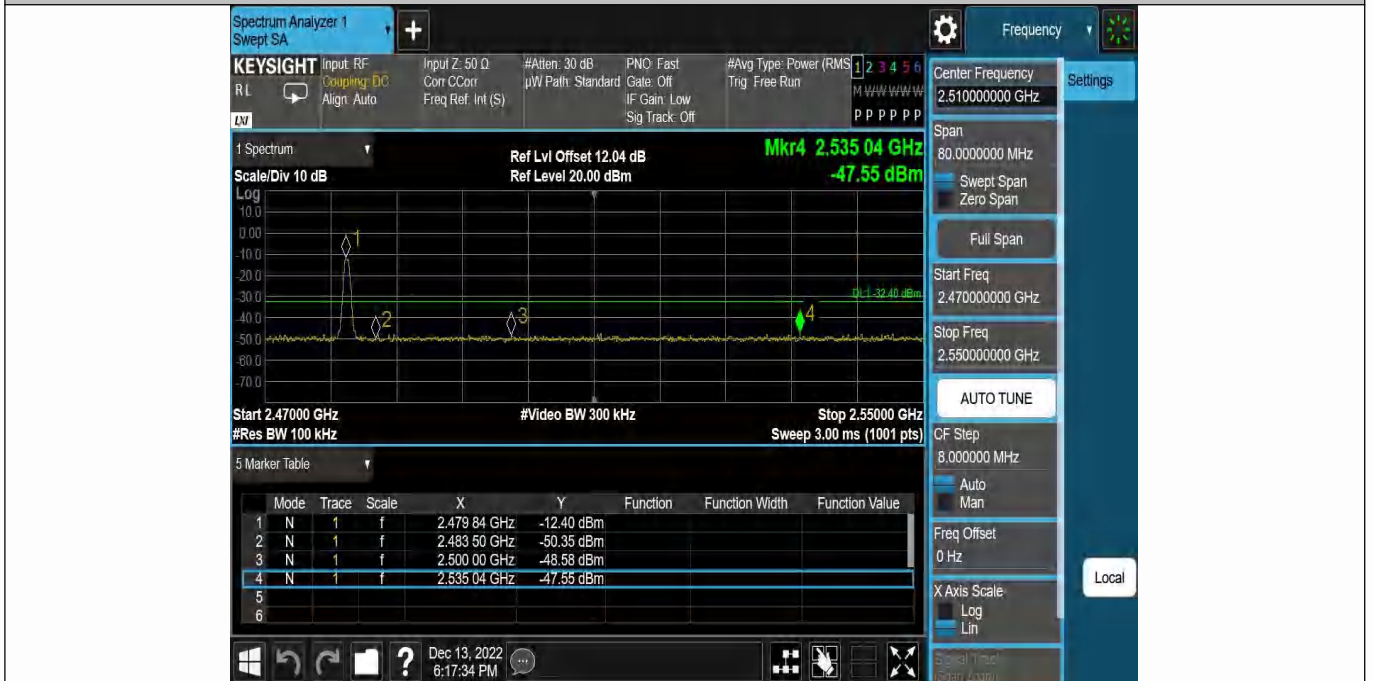 Spectrum Analyzer 1
Swept SA
+
Frequency
KEYSIGHT
RL
LXI
Input: RF
Coupling: DC
Align: Auto
Input Z: 50 Ω
Corr CCorr
Freq Ref: Int (S)
#Atten: 30 dB
µW Path: Standard
PNO: Fast
Gate: Off
IF Gain: Low
Sig Track: Off
#Avg Type: Power (RMS
Trig: Free Run
1 2 3 4 5 6
M W W W W W
P P P P P P
1 Spectrum
Scale/Div 10 dB
Ref Lvl Offset 12.04 dB
Ref Level 20.00 dBm
Mkr4 2.535 04 GHz
-47.55 dBm
Log
10.0
0.00
-10.0
-20.0
-30.0
-40.0
-50.0
-60.0
-70.0
1
2
3
4
DL1 -32.40 dBm
Start 2.47000 GHz
#Video BW 300 kHz
Stop 2.55000 GHz
#Res BW 100 kHz
Sweep 3.00 ms (1001 pts)
5 Marker Table
Mode Trace Scale X Y Function Function Width Function Value
1 N 1 f 2.479 84 GHz -12.40 dBm
2 N 1 f 2.483 50 GHz -50.35 dBm
3 N 1 f 2.500 00 GHz -48.58 dBm
4 N 1 f 2.535 04 GHz -47.55 dBm
5
6
Dec 13, 2022
6:17:34 PM
?
Center Frequency
2.510000000 GHz
Settings
Span
80.0000000 MHz
Swept Span
Zero Span
Full Span
Start Freq
2.470000000 GHz
Stop Freq
2.550000000 GHz
AUTO TUNE
CF Step
8.000000 MHz
Auto
Man
Freq Offset
0 Hz
X Axis Scale
Log
Lin
Local
Signal Track
(Span Zoom)